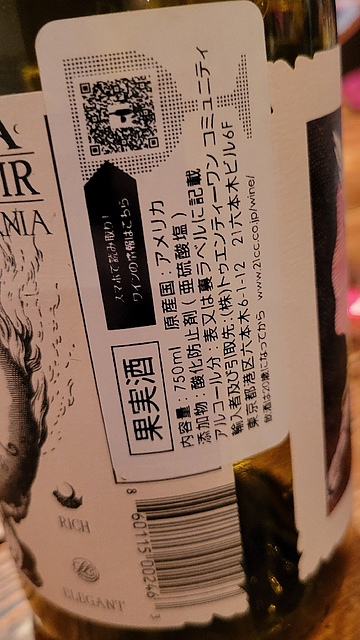 スマホで読み取り!
ワインの情報はこちら
果実酒
内容量：750ml 原産国：アメリカ
添加物：酸化防止剤（亜硫酸塩）
アルコール分：表又は裏ラベルに記載
輸入者及び引取先：(株)トゥエンティーワン コミュニティ
東京都港区六本木6-1-12 21六本木ビル6F
飲酒は20歳になってから www.21cc.co.jp/wine/
A
IR
NIA
RICH
ELEGANT
8 60115 00246 3